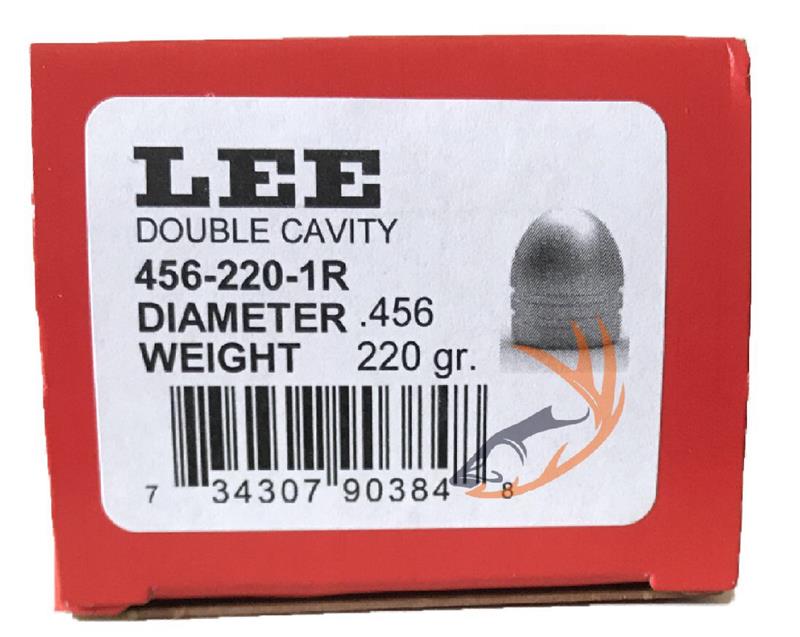 LEE
DOUBLE CAVITY
456-220-1R
DIAMETER .456
WEIGHT 220 gr.
7 34307 90384 8